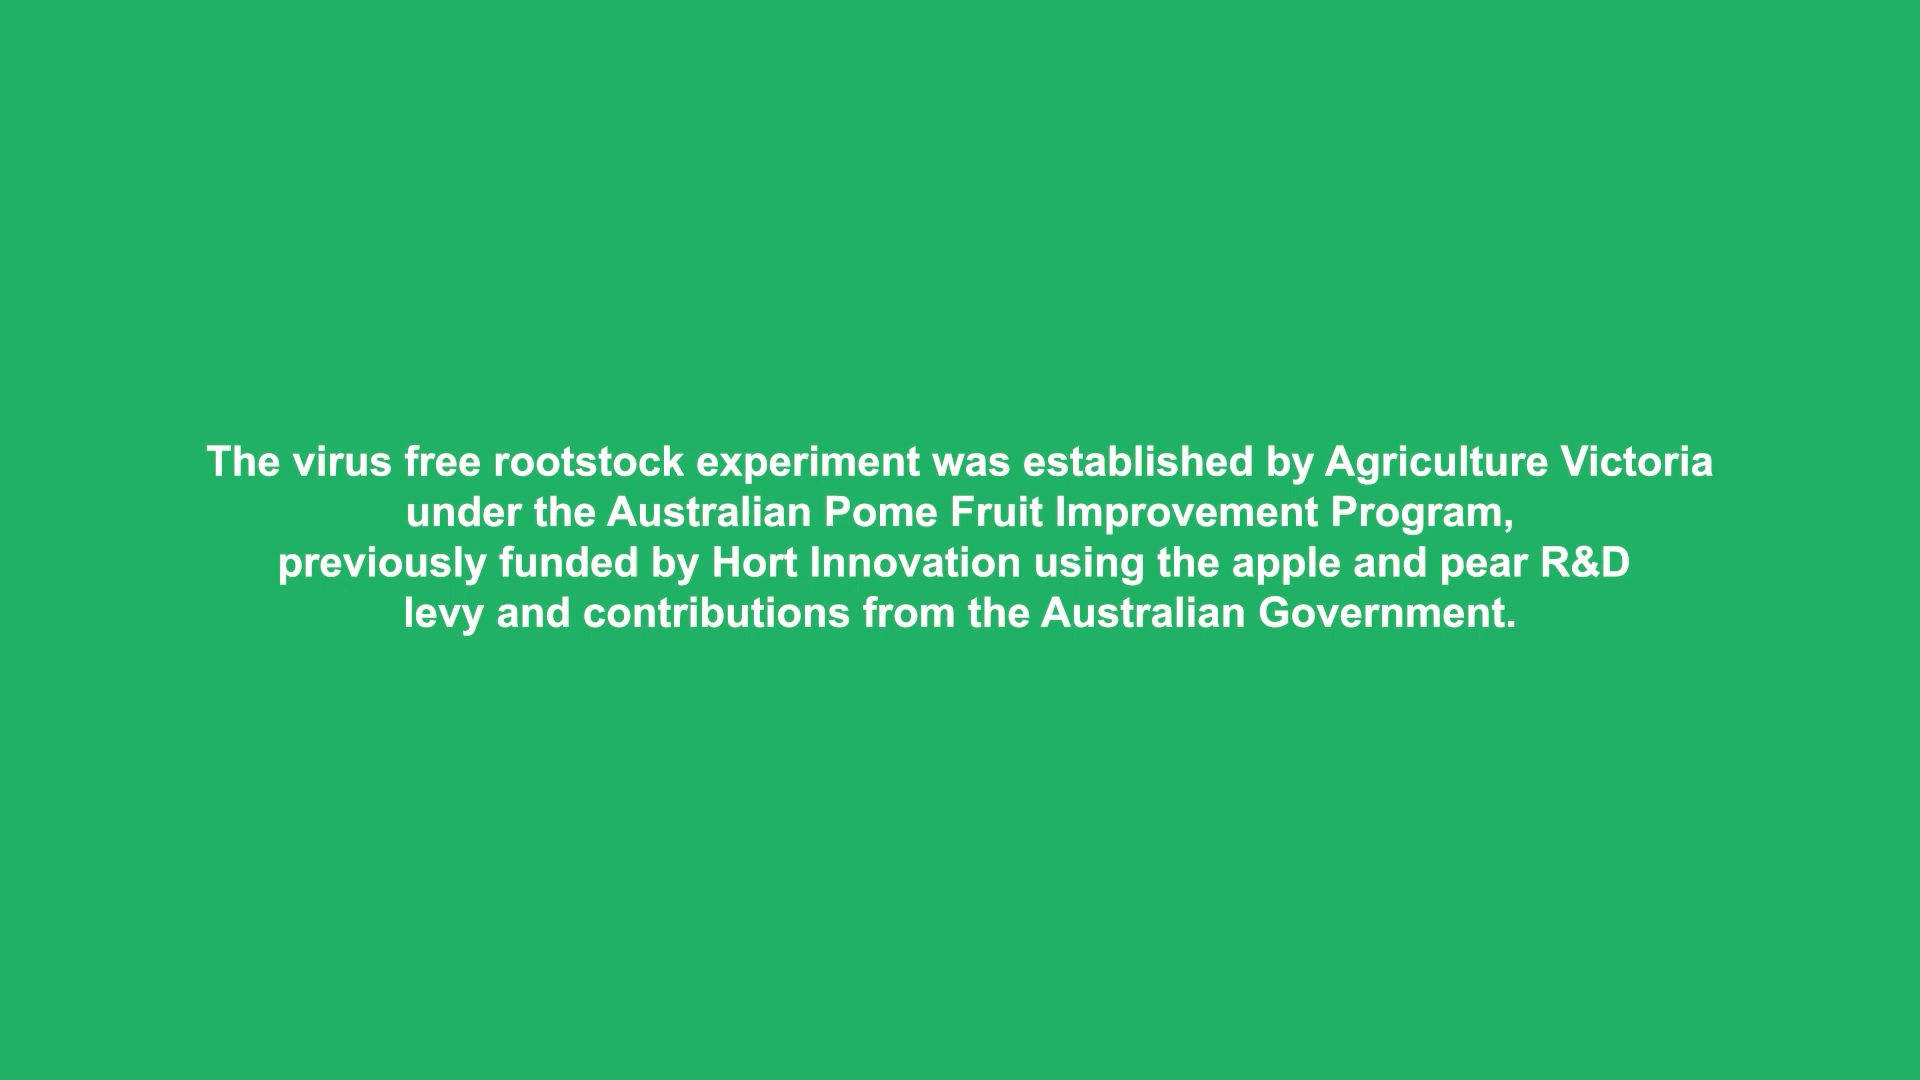 The virus free rootstock experiment was established by Agriculture Victoria
under the Australian Pome Fruit Improvement Program,
previously funded by Hort Innovation using the apple and pear R&D
levy and contributions from the Australian Government.